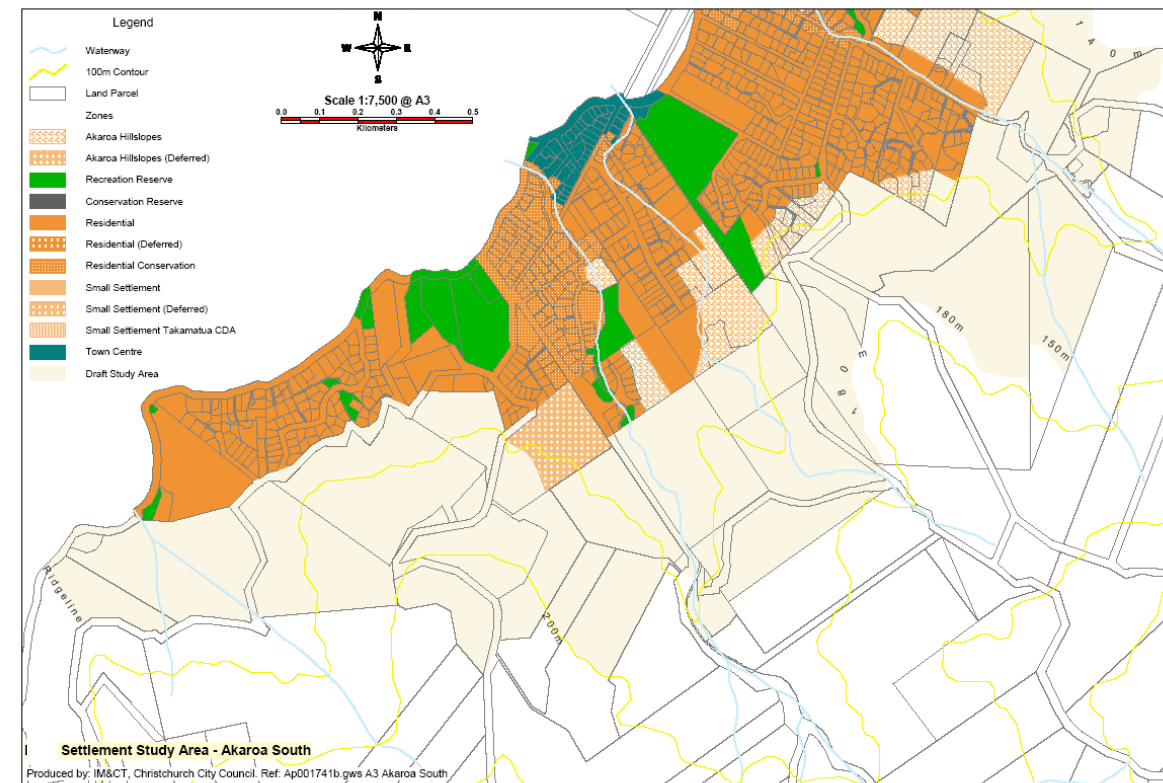 Legend
Waterway
100m Contour
Land Parcel
Zones
Akaroa Hillslopes
Akaroa Hillslopes (Deferred)
Recreation Reserve
Conservation Reserve
Residential
Residential (Deferred)
Residential Conservation
Small Settlement
Small Settlement (Deferred)
Small Settlement Takamatua CDA
Town Centre
Draft Study Area
N
W E
S
Scale 1:7,500 @ A3
0.0 0.1 0.2 0.3 0.4 0.5
Kilometers
140m
180m
150m
180m
200m
Ridgeline
Settlement Study Area - Akaroa South
Produced by: IM&CT, Christchurch City Council. Ref: Ap001741b.gws A3 Akaroa South